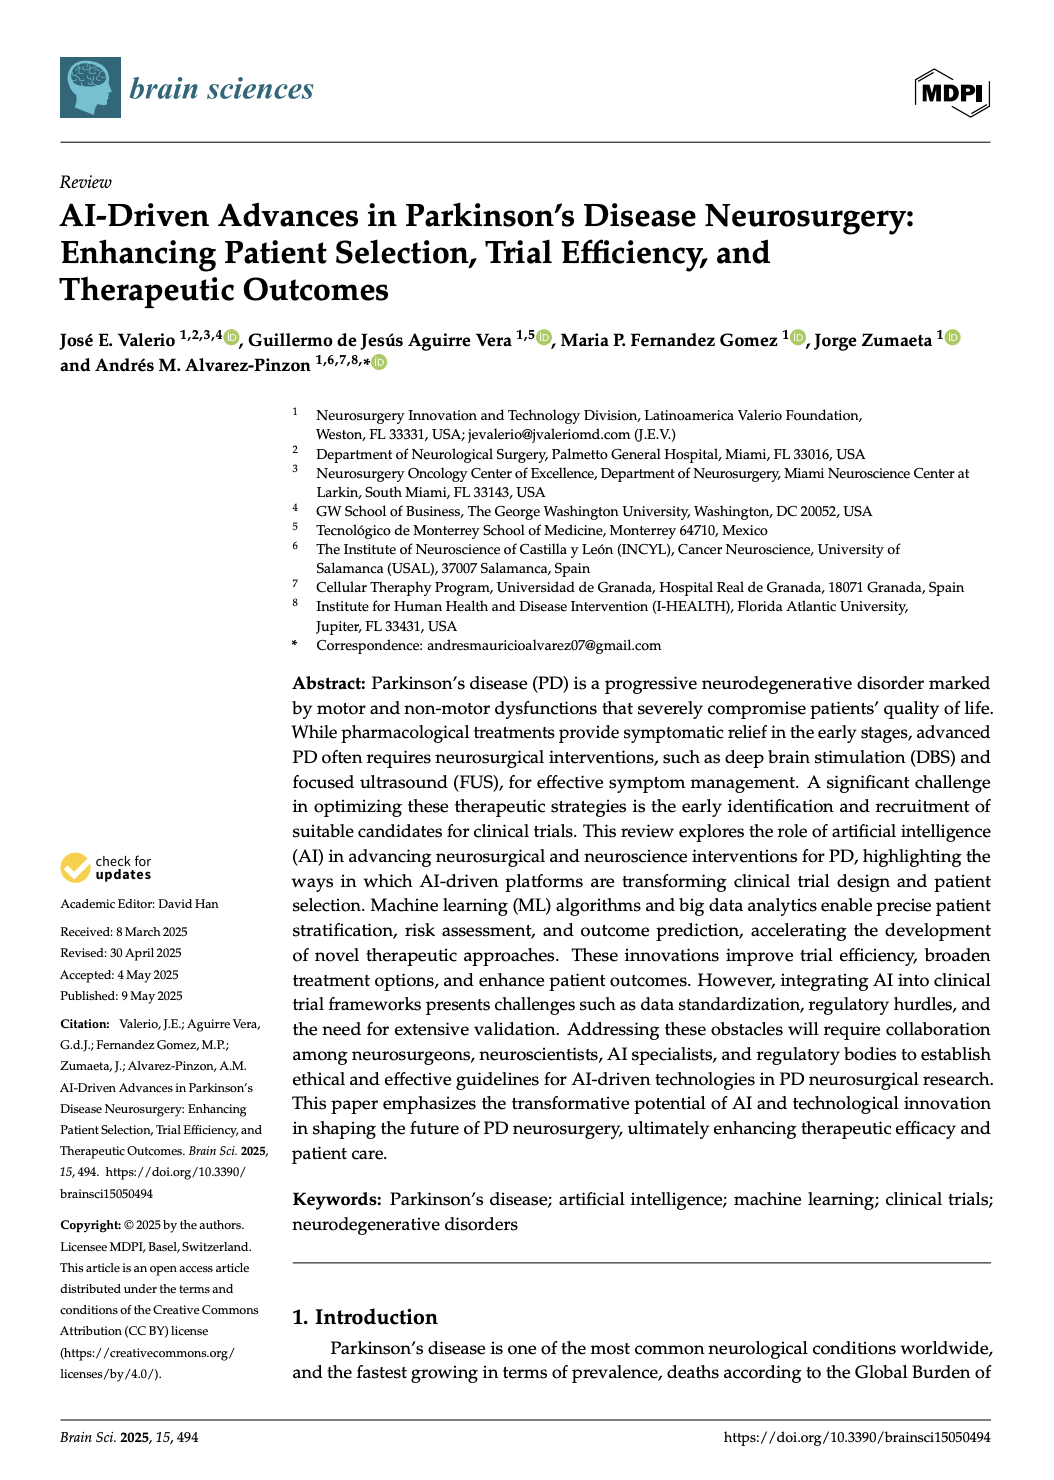 brain sciences
MDPI
Review
AI-Driven Advances in Parkinson's Disease Neurosurgery:
Enhancing Patient Selection, Trial Efficiency, and
Therapeutic Outcomes
José E. Valerio 1,2,3,4 iD, Guillermo de Jesús Aguirre Vera 1,5 iD, Maria P. Fernandez Gomez 1 iD, Jorge Zumaeta 1 iD
and Andrés M. Alvarez-Pinzon 1,6,7,8,* iD
1 Neurosurgery Innovation and Technology Division, Latinoamerica Valerio Foundation,
Weston, FL 33331, USA; jevalerio@jvaleriomd.com (J.E.V.)
2 Department of Neurological Surgery, Palmetto General Hospital, Miami, FL 33016, USA
3 Neurosurgery Oncology Center of Excellence, Department of Neurosurgery, Miami Neuroscience Center at
Larkin, South Miami, FL 33143, USA
4 GW School of Business, The George Washington University, Washington, DC 20052, USA
5 Tecnológico de Monterrey School of Medicine, Monterrey 64710, Mexico
6 The Institute of Neuroscience of Castilla y León (INCYL), Cancer Neuroscience, University of
Salamanca (USAL), 37007 Salamanca, Spain
7 Cellular Theraphy Program, Universidad de Granada, Hospital Real de Granada, 18071 Granada, Spain
8 Institute for Human Health and Disease Intervention (I-HEALTH), Florida Atlantic University,
Jupiter, FL 33431, USA
* Correspondence: andresmauricioalvarez07@gmail.com
Abstract: Parkinson's disease (PD) is a progressive neurodegenerative disorder marked
by motor and non-motor dysfunctions that severely compromise patients' quality of life.
While pharmacological treatments provide symptomatic relief in the early stages, advanced
PD often requires neurosurgical interventions, such as deep brain stimulation (DBS) and
focused ultrasound (FUS), for effective symptom management. A significant challenge
in optimizing these therapeutic strategies is the early identification and recruitment of
suitable candidates for clinical trials. This review explores the role of artificial intelligence
(AI) in advancing neurosurgical and neuroscience interventions for PD, highlighting the
ways in which AI-driven platforms are transforming clinical trial design and patient
selection. Machine learning (ML) algorithms and big data analytics enable precise patient
stratification, risk assessment, and outcome prediction, accelerating the development
of novel therapeutic approaches. These innovations improve trial efficiency, broaden
treatment options, and enhance patient outcomes. However, integrating AI into clinical
trial frameworks presents challenges such as data standardization, regulatory hurdles, and
the need for extensive validation. Addressing these obstacles will require collaboration
among neurosurgeons, neuroscientists, AI specialists, and regulatory bodies to establish
ethical and effective guidelines for AI-driven technologies in PD neurosurgical research.
This paper emphasizes the transformative potential of AI and technological innovation
in shaping the future of PD neurosurgery, ultimately enhancing therapeutic efficacy and
patient care.
Keywords: Parkinson's disease; artificial intelligence; machine learning; clinical trials;
neurodegenerative disorders
check for
updates
Academic Editor: David Han
Received: 8 March 2025
Revised: 30 April 2025
Accepted: 4 May 2025
Published: 9 May 2025
Citation: Valerio, J.E.; Aguirre Vera,
G.d.J.; Fernandez Gomez, M.P.;
Zumaeta, J.; Alvarez-Pinzon, A.M.
AI-Driven Advances in Parkinson's
Disease Neurosurgery: Enhancing
Patient Selection, Trial Efficiency, and
Therapeutic Outcomes. Brain Sci. 2025,
15, 494. https://doi.org/10.3390/
brainsci15050494
Copyright: © 2025 by the authors.
Licensee MDPI, Basel, Switzerland.
This article is an open access article
distributed under the terms and
conditions of the Creative Commons
Attribution (CC BY) license
(https://creativecommons.org/
licenses/by/4.0/).
1. Introduction
Parkinson's disease is one of the most common neurological conditions worldwide,
and the fastest growing in terms of prevalence, deaths according to the Global Burden of
Brain Sci. 2025, 15, 494
https://doi.org/10.3390/brainsci15050494